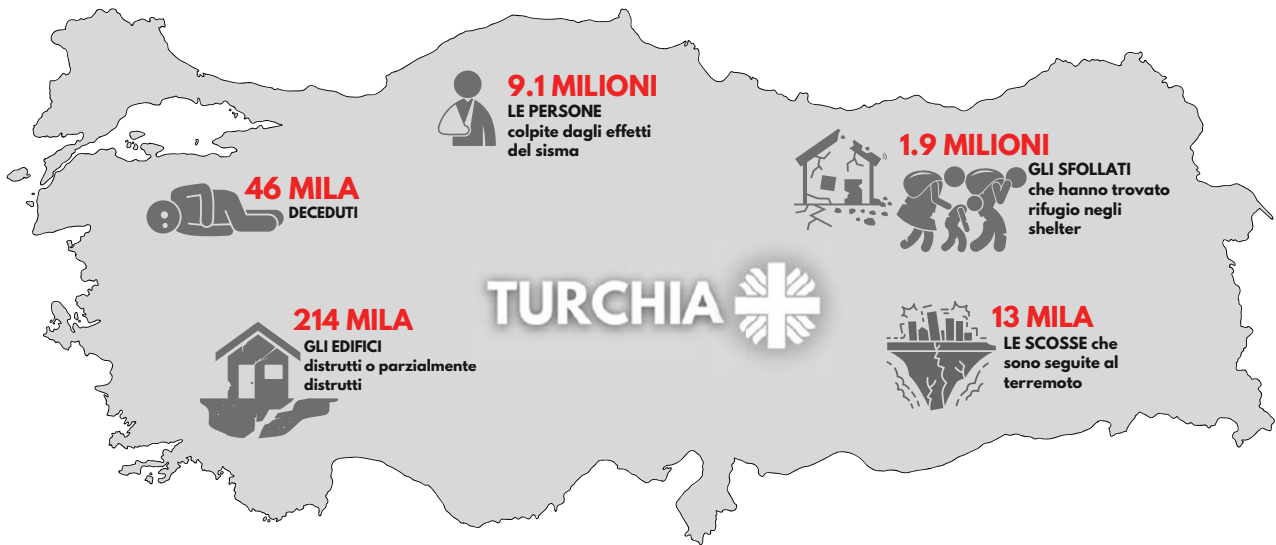 9.1 MILIONI
LE PERSONE
colpite dagli effetti
del sisma
1.9 MILIONI
GLI SFOLLATI
che hanno trovato
rifugio negli
shelter
46 MILA
DECEDUTI
TURCHIA
214 MILA
GLI EDIFICI
distrutti o parzialmente
distrutti
13 MILA
LE SCOSSE che
sono seguite al
terremoto